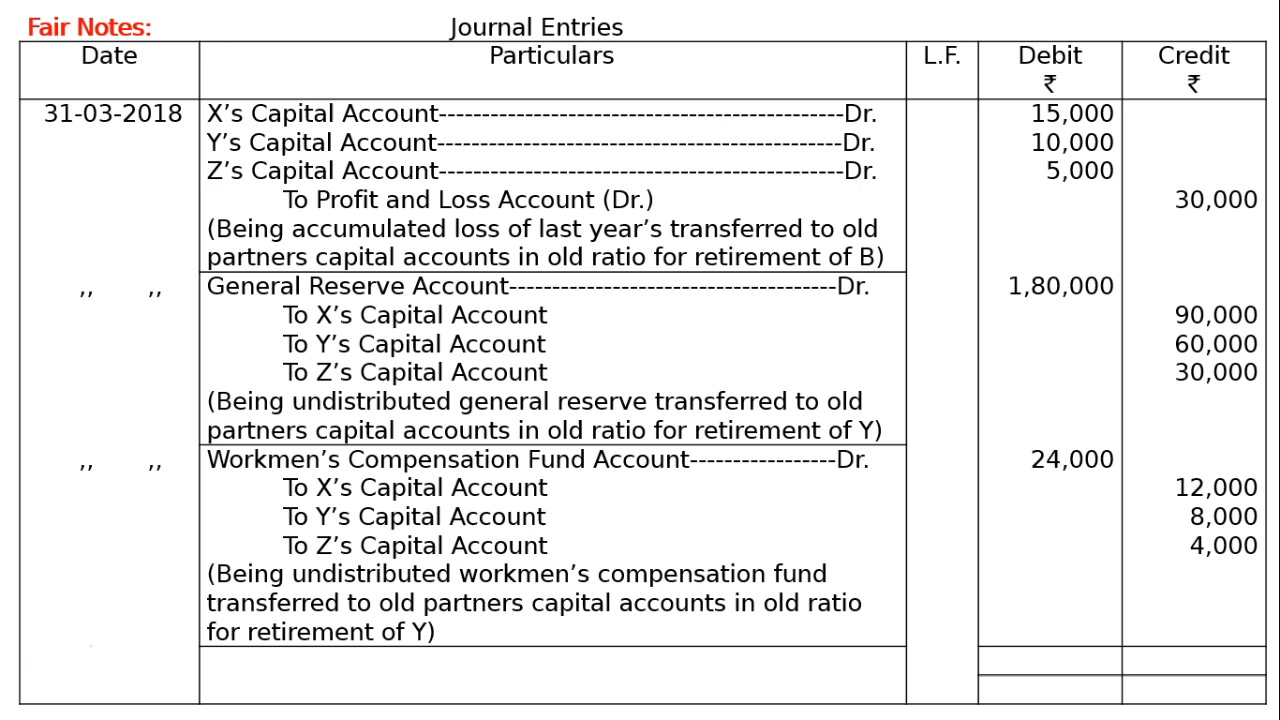 Fair Notes: Journal Entries
Date Particulars L.F. Debit Credit
₹ ₹
31-03-2018 X’s Capital Account-----------------------------------------------Dr. 15,000
Y’s Capital Account-----------------------------------------------Dr. 10,000
Z’s Capital Account-----------------------------------------------Dr. 5,000
To Profit and Loss Account (Dr.) 30,000
(Being accumulated loss of last year’s transferred to old
partners capital accounts in old ratio for retirement of B)
,, ,, General Reserve Account--------------------------------------Dr. 1,80,000
To X’s Capital Account 90,000
To Y’s Capital Account 60,000
To Z’s Capital Account 30,000
(Being undistributed general reserve transferred to old
partners capital accounts in old ratio for retirement of Y)
,, ,, Workmen’s Compensation Fund Account-----------------Dr. 24,000
To X’s Capital Account 12,000
To Y’s Capital Account 8,000
To Z’s Capital Account 4,000
(Being undistributed workmen’s compensation fund
transferred to old partners capital accounts in old ratio
for retirement of Y)